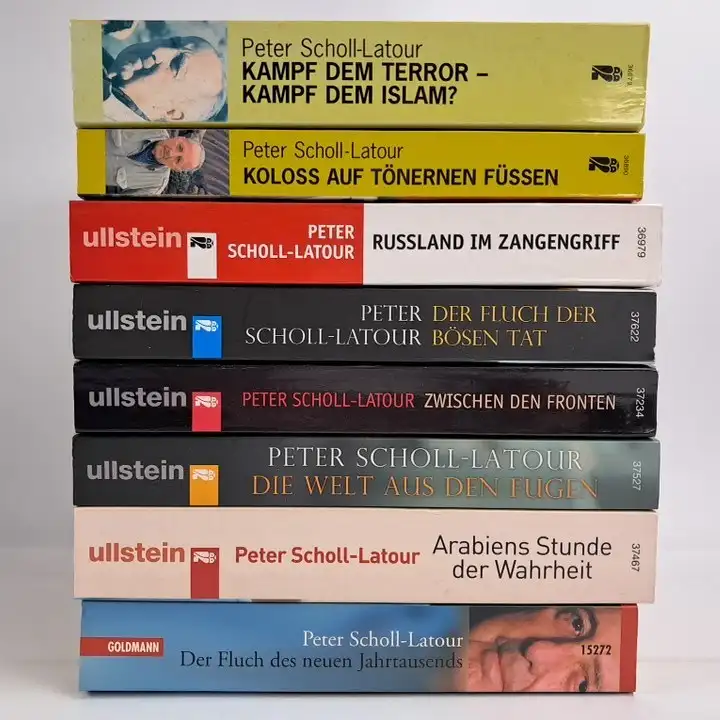 Peter Scholl-Latour
KAMPF DEM TERROR –
KAMPF DEM ISLAM?
Peter Scholl-Latour
KOLOSS AUF TÖNERNEN FÜSSEN
36890
ullstein
PETER
SCHOLL-LATOUR
RUSSLAND IM ZANGENGRIFF
36979
ullstein
PETER
SCHOLL-LATOUR
DER FLUCH DER
BÖSEN TAT
37622
ullstein
PETER SCHOLL-LATOUR
ZWISCHEN DEN FRONTEN
37234
ullstein
PETER SCHOLL-LATOUR
DIE WELT AUS DEN FUGEN
37527
ullstein
Peter Scholl-Latour
Arabiens Stunde
der Wahrheit
37467
GOLDMANN
Peter Scholl-Latour
Der Fluch des neuen Jahrtausends
15272